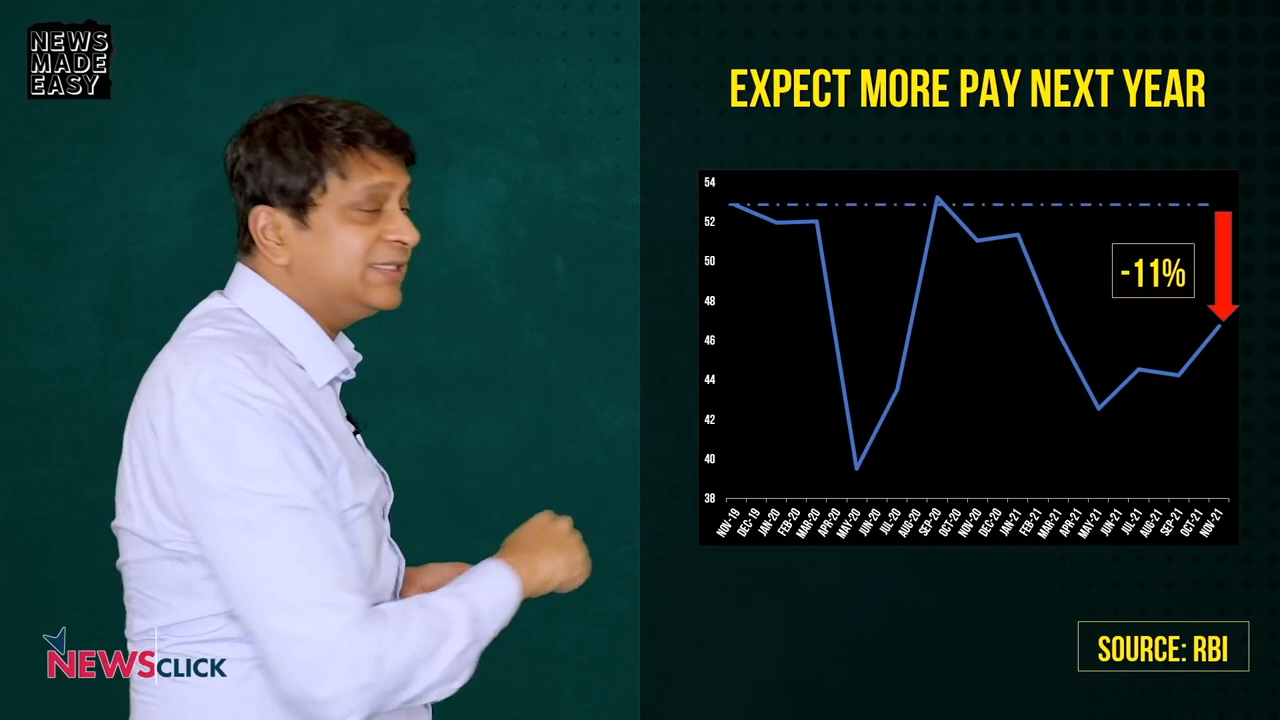 NEWS
MADE
EASY
EXPECT MORE PAY NEXT YEAR
54
52
50
48
46
44
42
40
38
-11%
NOV-19
DEC-19
JAN-20
FEB-20
MAR-20
APR-20
MAY-20
JUN-20
JUL-20
AUG-20
SEP-20
OCT-20
NOV-20
DEC-20
JAN-21
FEB-21
MAR-21
APR-21
MAY-21
JUN-21
JUL-21
AUG-21
SEP-21
OCT-21
NOV-21
NEWSCLICK
SOURCE: RBI